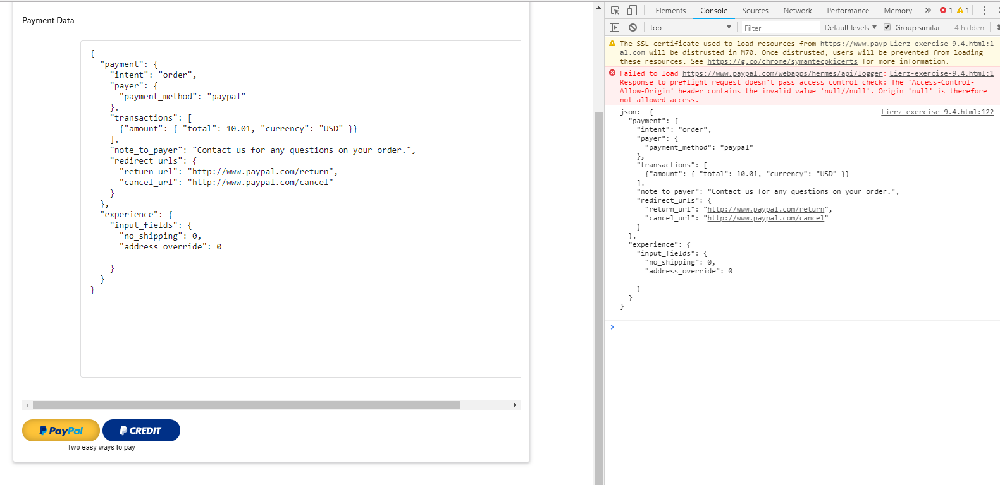 Payment Data
{
"payment": {
"intent": "order",
"payer": {
"payment_method": "paypal"
},
"transactions": [
{"amount": { "total": 10.01, "currency": "USD" }}
],
"note_to_payer": "Contact us for any questions on your order.",
"redirect_urls": {
"return_url": "http://www.paypal.com/return",
"cancel_url": "http://www.paypal.com/cancel"
}
},
"experience": {
"input_fields": {
"no_shipping": 0,
"address_override": 0
}
}
}
PayPal CREDIT
Two easy ways to pay
Elements Console Sources Network Performance Memory » 1 1
top Filter Default levels Group similar 4 hidden
The SSL certificate used to load resources from https://www.payp Lierz-exercise-9.4.html:1
al.com will be distrusted in M70. Once distrusted, users will be prevented from loading
these resources. See https://g.co/chrome/symantecpkicerts for more information.
Failed to load https://www.paypal.com/webapps/hermes/api/logger: Lierz-exercise-9.4.html:1
Response to preflight request doesn't pass access control check: The 'Access-Control-
Allow-Origin' header contains the invalid value 'null//null'. Origin 'null' is therefore
not allowed access.
json: { Lierz-exercise-9.4.html:122
"payment": {
"intent": "order",
"payer": {
"payment_method": "paypal"
},
"transactions": [
{"amount": { "total": 10.01, "currency": "USD" }}
],
"note_to_payer": "Contact us for any questions on your order.",
"redirect_urls": {
"return_url": "http://www.paypal.com/return",
"cancel_url": "http://www.paypal.com/cancel"
}
},
"experience": {
"input_fields": {
"no_shipping": 0,
"address_override": 0
}
}
}
>